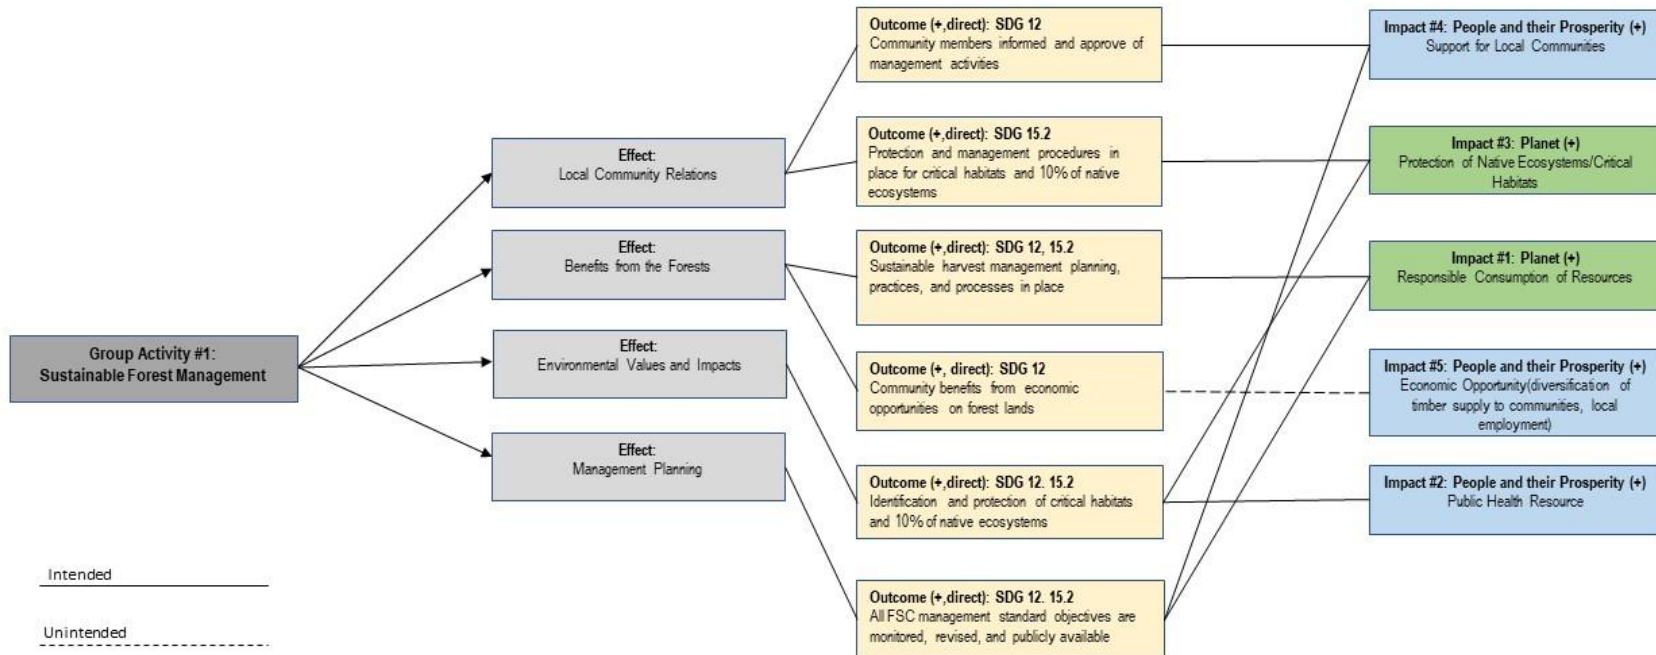 Group Activity #1:
Sustainable Forest Management
Intended
Unintended
Effect:
Local Community Relations
Effect:
Benefits from the Forests
Effect:
Environmental Values and Impacts
Effect:
Management Planning
Outcome (+,direct): SDG 12
Community members informed and approve of
management activities
Outcome (+,direct): SDG 15.2
Protection and management procedures in
place for critical habitats and 10% of native
ecosystems
Outcome (+,direct): SDG 12, 15.2
Sustainable harvest management planning,
practices, and processes in place
Outcome (+, direct): SDG 12
Community benefits from economic
opportunities on forest lands
Outcome (+,direct): SDG 12. 15.2
Identification and protection of critical habitats
and 10% of native ecosystems
Outcome (+,direct): SDG 12. 15.2
All FSC management standard objectives are
monitored, revised, and publicly available
Impact #4: People and their Prosperity (+)
Support for Local Communities
Impact #3: Planet (+)
Protection of Native Ecosystems/Critical
Habitats
Impact #1: Planet (+)
Responsible Consumption of Resources
Impact #5: People and their Prosperity (+)
Economic Opportunity(diversification of
timber supply to communities, local
employment)
Impact #2: People and their Prosperity (+)
Public Health Resource